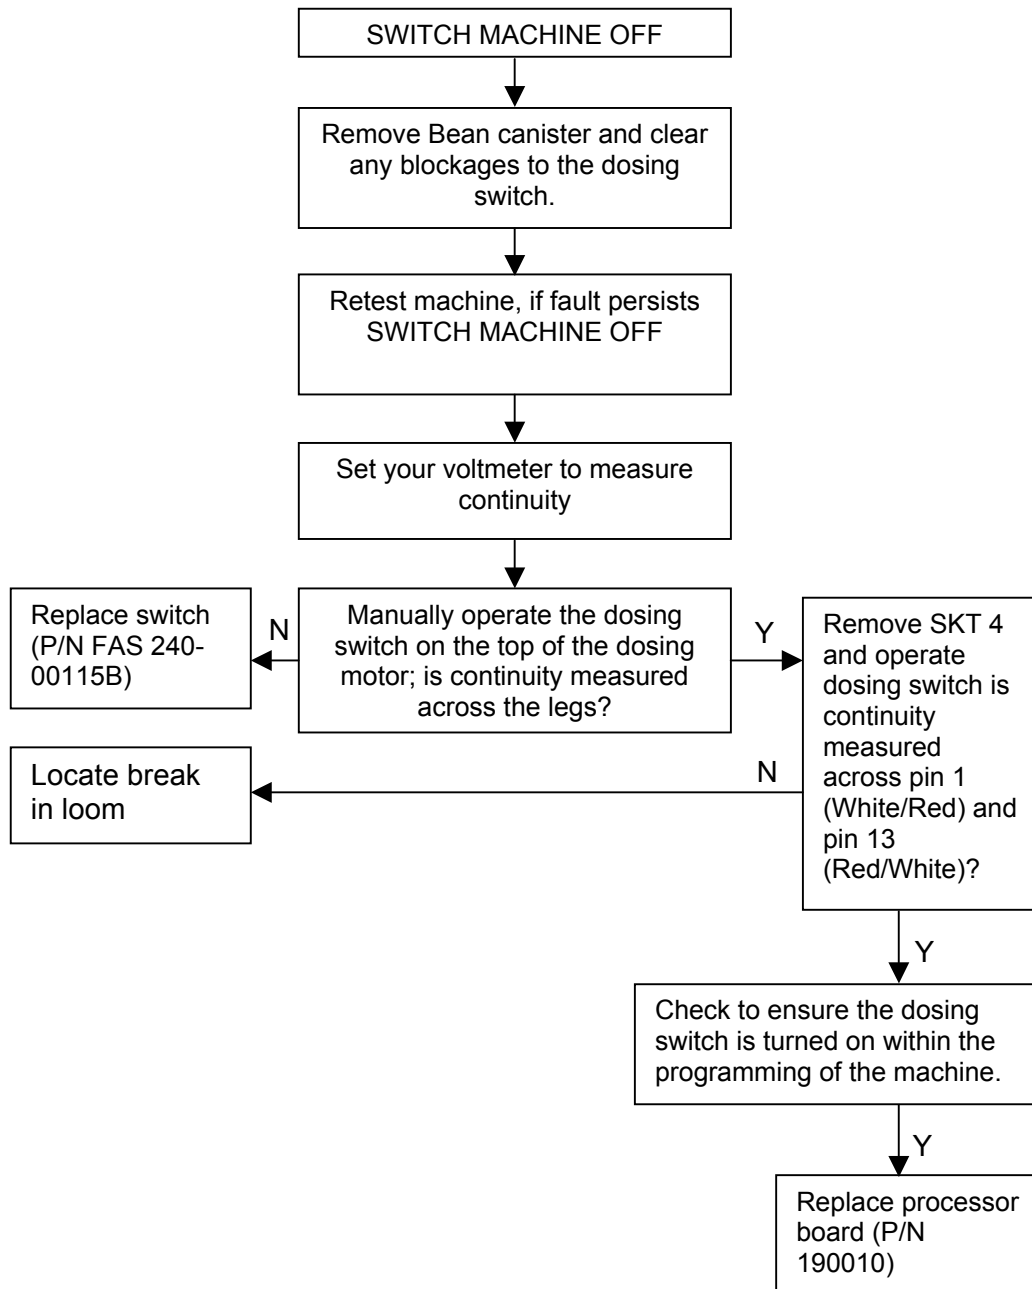 SWITCH MACHINE OFF
Remove Bean canister and clear
any blockages to the dosing
switch.
Retest machine, if fault persists
SWITCH MACHINE OFF
Set your voltmeter to measure
continuity
Replace switch
(P/N FAS 240-
00115B)
N
Manually operate the dosing
switch on the top of the dosing
motor; is continuity measured
across the legs?
Y
Remove SKT 4
and operate
dosing switch is
continuity
measured
across pin 1
(White/Red) and
pin 13
(Red/White)?
Locate break
in loom
N
Y
Check to ensure the dosing
switch is turned on within the
programming of the machine.
Y
Replace processor
board (P/N
190010)